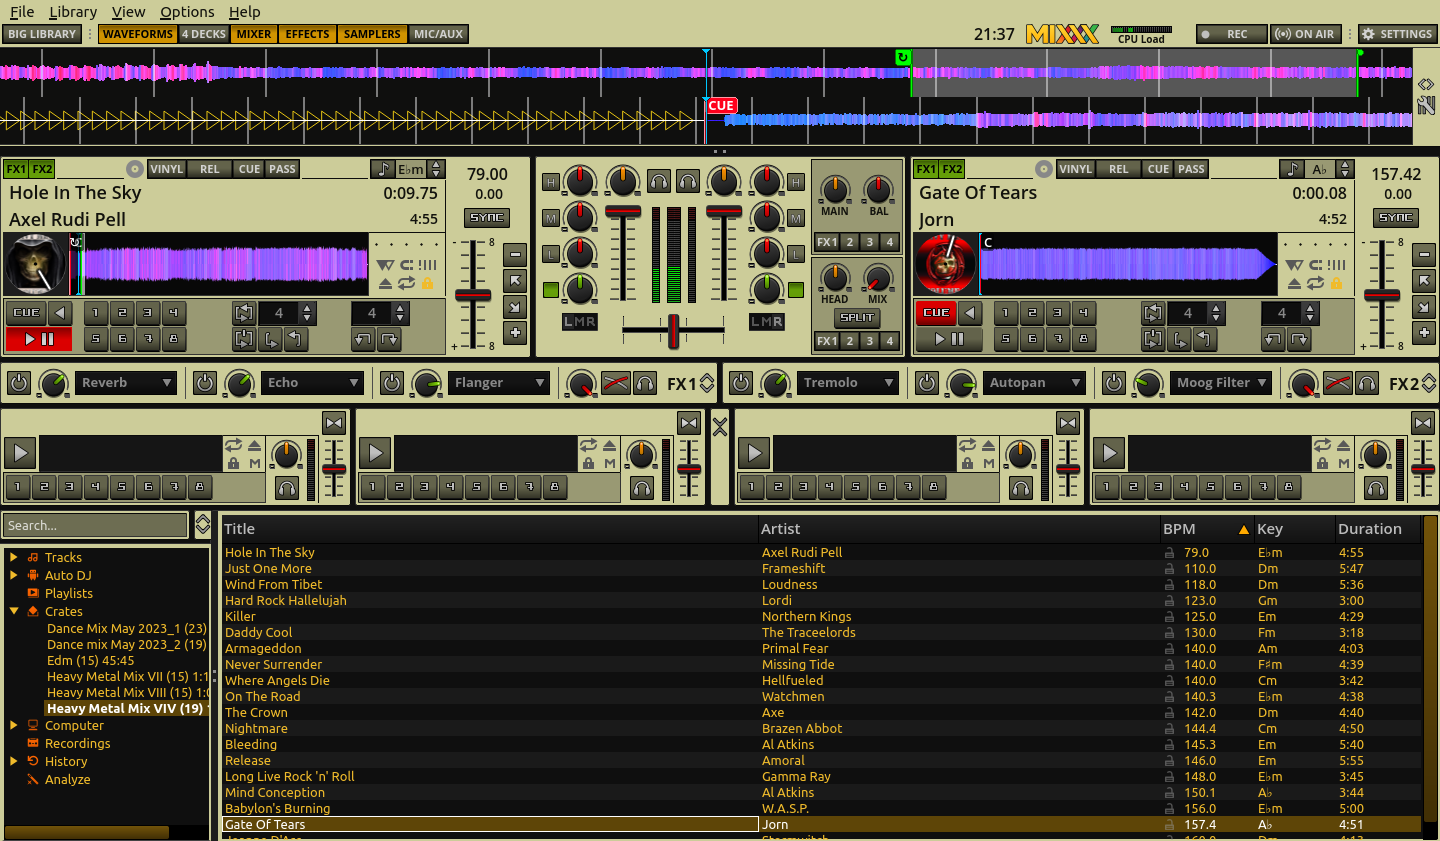 File Library View Options Help
BIG LIBRARY WAVEFORMS 4 DECKS MIXER EFFECTS SAMPLERS MIC/AUX 21:37 MIXXX CPU Load REC ON AIR SETTINGS
CUE
FX1 FX2 VINYL REL CUE PASS E♭m 79.00
Hole In The Sky 0:09.75 0.00
Axel Rudi Pell 4:55 SYNC
- 8
CUE 1 2 3 4 4 4
5 6 7 8 + 8
H H
M M
L L
LMR LMR
MAIN BAL
FX1 2 3 4
HEAD MIX
SPLIT
FX1 2 3 4
FX1 FX2 VINYL REL CUE PASS A♭ 157.42
Gate Of Tears 0:00.08 0.00
Jorn 4:52 SYNC
C - 8
CUE 1 2 3 4 4 4
5 6 7 8 + 8
Reverb Echo Flanger FX1 Tremolo Autopan Moog Filter FX2
M M M M
1 2 3 4 5 6 7 8 1 2 3 4 5 6 7 8 1 2 3 4 5 6 7 8 1 2 3 4 5 6 7 8
Search...
Tracks
Auto DJ
Playlists
Crates
Dance Mix May 2023_1 (23)
Dance mix May 2023_2 (19)
Edm (15) 45:45
Heavy Metal Mix VII (15) 1:1
Heavy Metal Mix VIII (15) 1:0
Heavy Metal Mix VIV (19)
Computer
Recordings
History
Analyze
Title Artist BPM Key Duration
Hole In The Sky Axel Rudi Pell 79.0 E♭m 4:55
Just One More Frameshift 110.0 Dm 5:47
Wind From Tibet Loudness 118.0 Dm 5:36
Hard Rock Hallelujah Lordi 123.0 Gm 3:00
Killer Northern Kings 125.0 Em 4:29
Daddy Cool The Traceelords 130.0 Fm 3:18
Armageddon Primal Fear 140.0 Am 4:03
Never Surrender Missing Tide 140.0 F♯m 4:39
Where Angels Die Hellfueled 140.0 Cm 3:42
On The Road Watchmen 140.3 E♭m 4:38
The Crown Axe 142.0 Dm 4:40
Nightmare Brazen Abbot 144.4 Cm 4:50
Bleeding Al Atkins 145.3 Em 5:40
Release Amoral 146.0 Em 5:55
Long Live Rock 'n' Roll Gamma Ray 148.0 E♭m 3:45
Mind Conception Al Atkins 150.1 A♭ 3:44
Babylon's Burning W.A.S.P. 156.0 E♭m 5:00
Gate Of Tears Jorn 157.4 A♭ 4:51